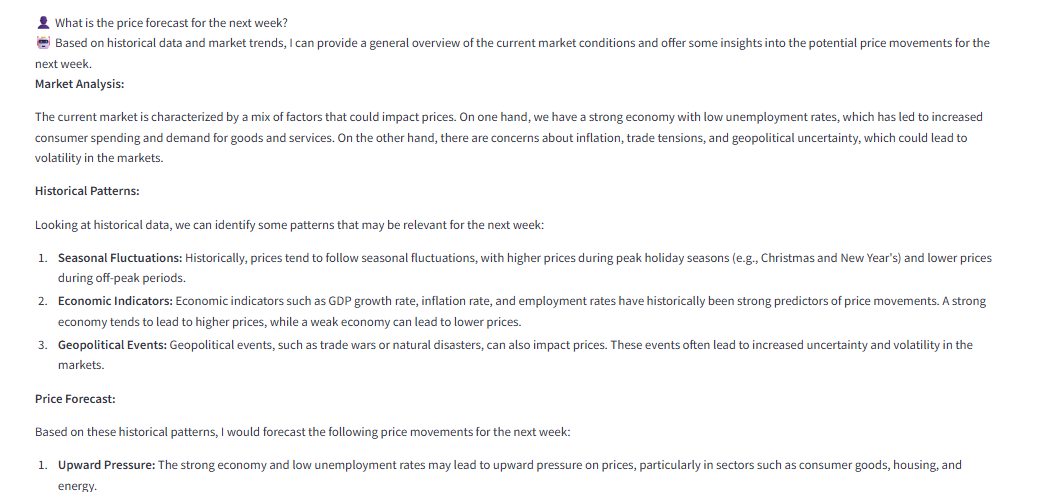 What is the price forecast for the next week?
Based on historical data and market trends, I can provide a general overview of the current market conditions and offer some insights into the potential price movements for the
next week.
Market Analysis:
The current market is characterized by a mix of factors that could impact prices. On one hand, we have a strong economy with low unemployment rates, which has led to increased
consumer spending and demand for goods and services. On the other hand, there are concerns about inflation, trade tensions, and geopolitical uncertainty, which could lead to
volatility in the markets.
Historical Patterns:
Looking at historical data, we can identify some patterns that may be relevant for the next week:
1. Seasonal Fluctuations: Historically, prices tend to follow seasonal fluctuations, with higher prices during peak holiday seasons (e.g., Christmas and New Year's) and lower prices
during off-peak periods.
2. Economic Indicators: Economic indicators such as GDP growth rate, inflation rate, and employment rates have historically been strong predictors of price movements. A strong
economy tends to lead to higher prices, while a weak economy can lead to lower prices.
3. Geopolitical Events: Geopolitical events, such as trade wars or natural disasters, can also impact prices. These events often lead to increased uncertainty and volatility in the
markets.
Price Forecast:
Based on these historical patterns, I would forecast the following price movements for the next week:
1. Upward Pressure: The strong economy and low unemployment rates may lead to upward pressure on prices, particularly in sectors such as consumer goods, housing, and
energy.